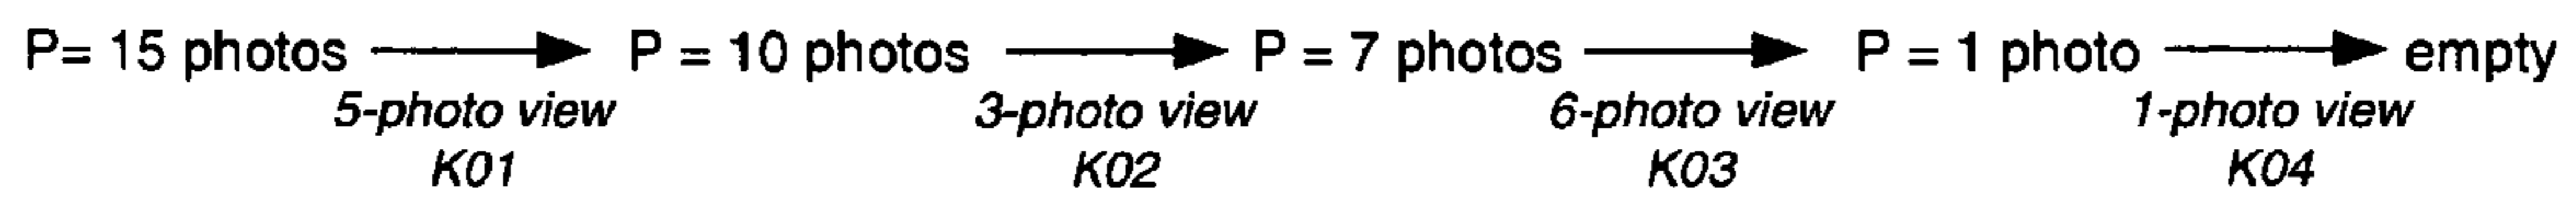 P= 15 photos P = 10 photos P = 7 photos P = 1 photo empty
5-photo view 3-photo view 6-photo view 1-photo view
K01 K02 K03 K04